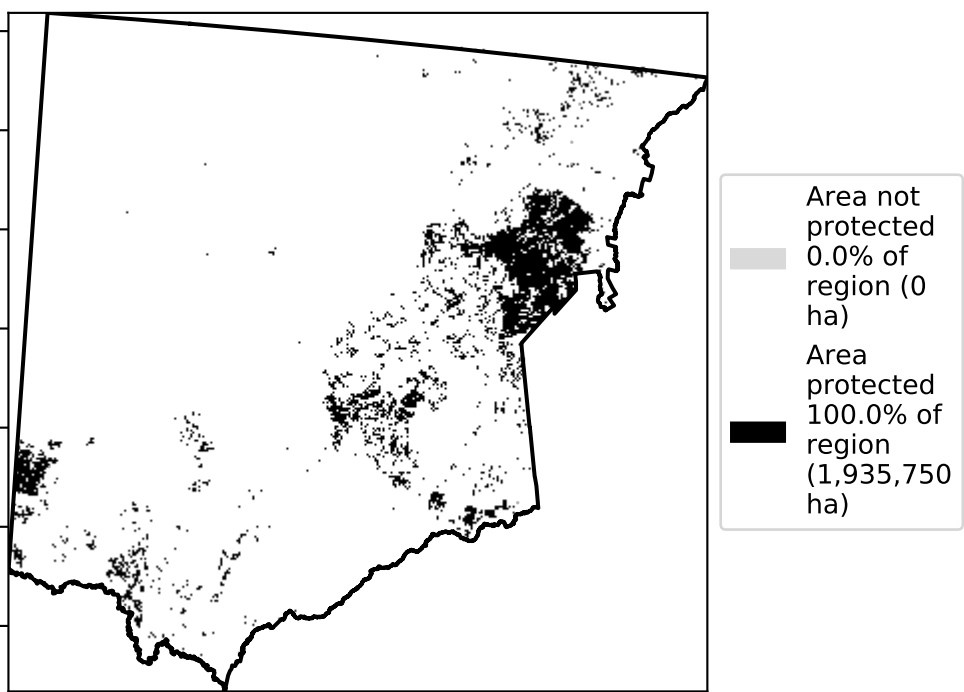 Area not
protected
0.0% of
region (0
ha)
Area
protected
100.0% of
region
(1,935,750
ha)